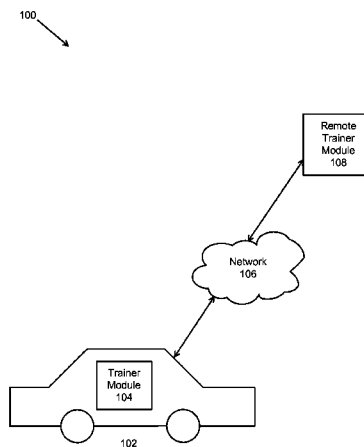 100
Remote
Trainer
Module
108
Network
106
Trainer
Module
104
102